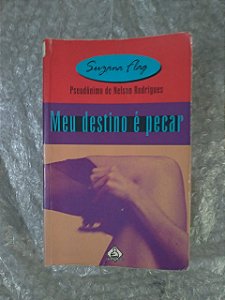 Suzana Flag
Pseudônimo de Nelson Rodrigues
Meu destino é pecar